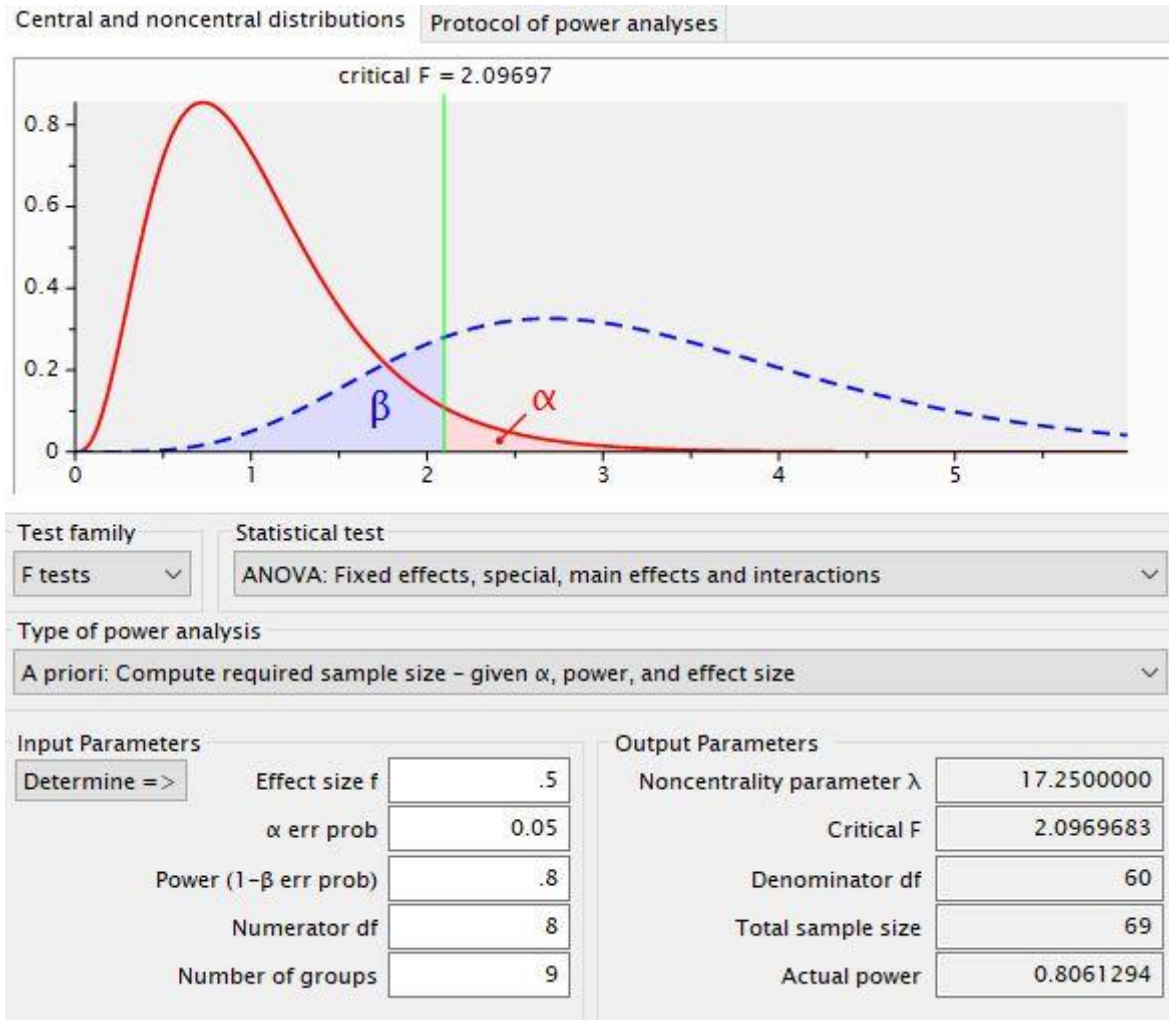 Central and noncentral distributions Protocol of power analyses
critical F = 2.09697
0.8
0.6
0.4
0.2
0
β
α
0 1 2 3 4 5
Test family Statistical test
F tests ANOVA: Fixed effects, special, main effects and interactions
Type of power analysis
A priori: Compute required sample size – given α, power, and effect size
Input Parameters Output Parameters
Determine => Effect size f .5 Noncentrality parameter λ 17.2500000
α err prob 0.05 Critical F 2.0969683
Power (1-β err prob) .8 Denominator df 60
Numerator df 8 Total sample size 69
Number of groups 9 Actual power 0.8061294